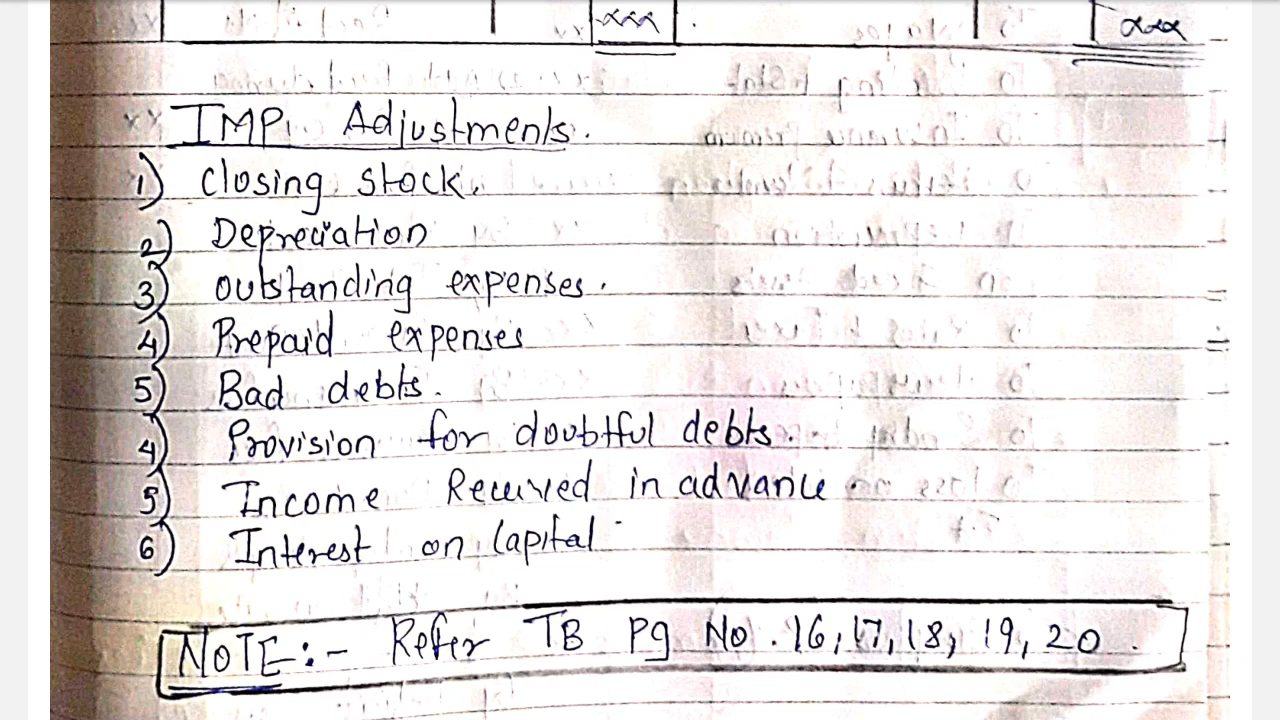 xxx xxx
IMP. Adjustments.
1) closing stock.
2) Depreciation
3) outstanding expenses.
4) Prepaid expenses
5) Bad debts.
4) Provision for doubtful debts.
5) Income Received in advance
6) Interest on Capital
NOTE:- Refer TB Pg No. 16, 17, 18, 19, 20.